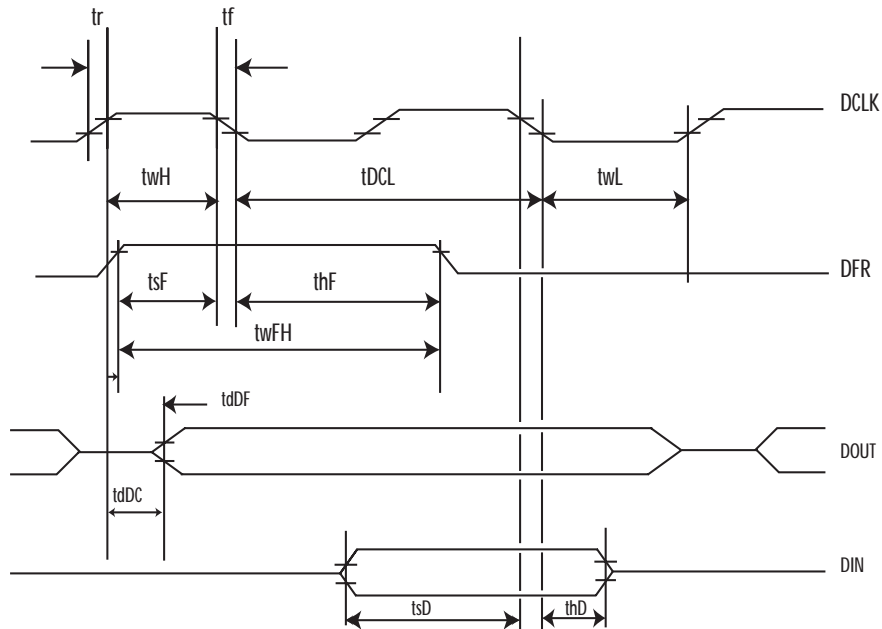 tr
tf
DCLK
twH
tDCL
twL
DFR
tsF
thF
twFH
tdDF
DOUT
tdDC
DIN
tsD
thD